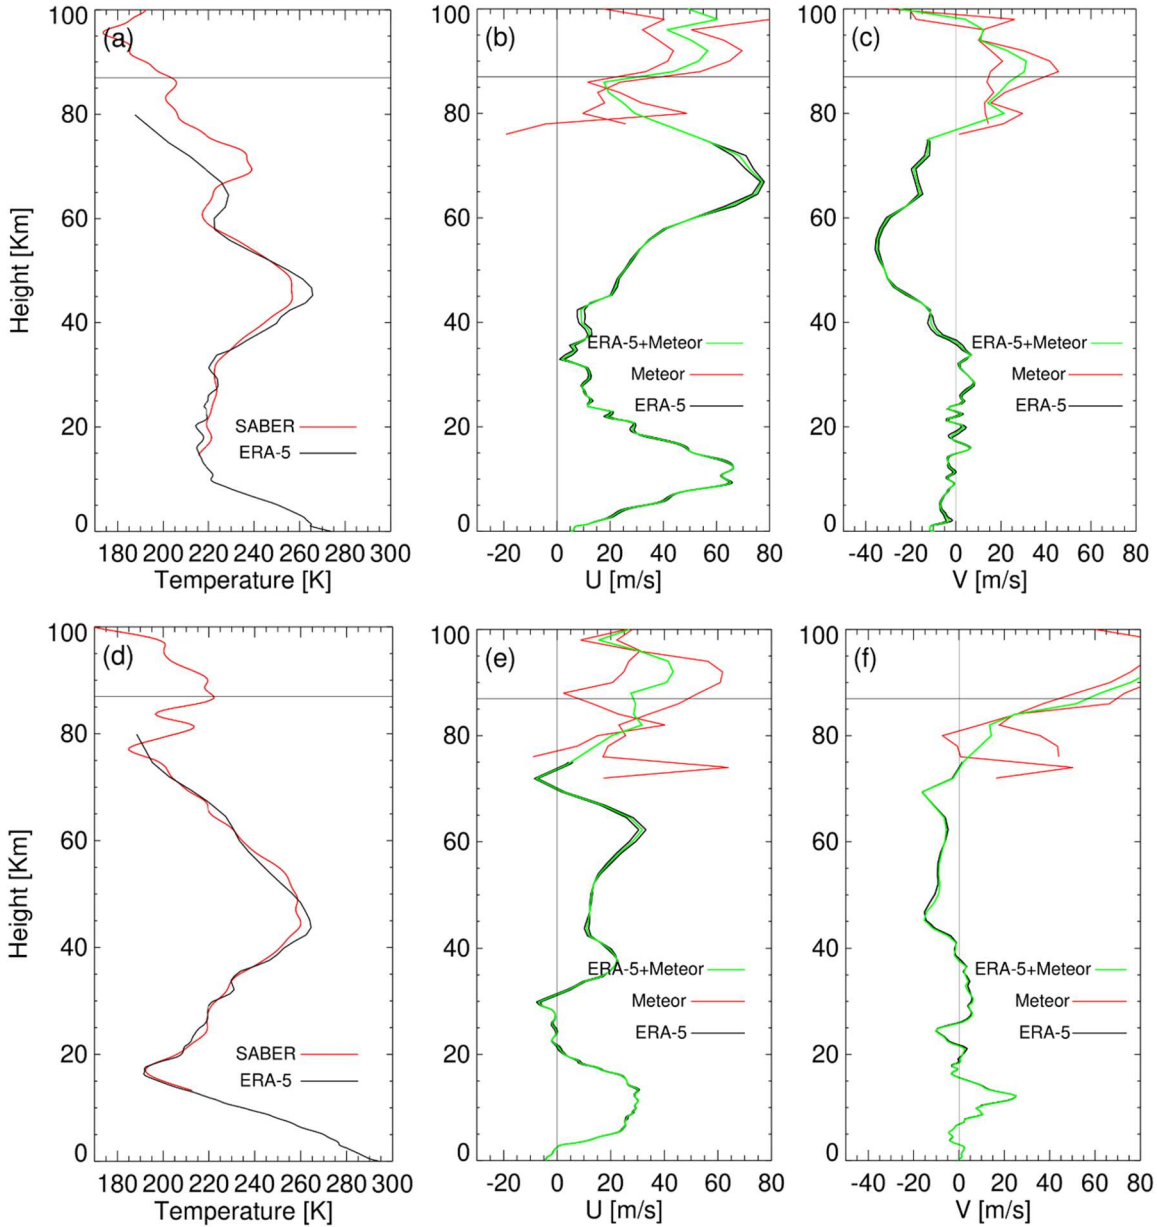 100
(a)
80
60
40
20
0
Height [Km]
SABER
ERA-5
180 200 220 240 260 280 300
Temperature [K]
100
(b)
80
60
40
20
0
ERA-5+Meteor
Meteor
ERA-5
-20 0 20 40 60 80
U [m/s]
100
(c)
80
60
40
20
0
ERA-5+Meteor
Meteor
ERA-5
-40 -20 0 20 40 60 80
V [m/s]
100
(d)
80
60
40
20
0
Height [Km]
SABER
ERA-5
180 200 220 240 260 280 300
Temperature [K]
100
(e)
80
60
40
20
0
ERA-5+Meteor
Meteor
ERA-5
-20 0 20 40 60 80
U [m/s]
100
(f)
80
60
40
20
0
ERA-5+Meteor
Meteor
ERA-5
-40 -20 0 20 40 60 80
V [m/s]